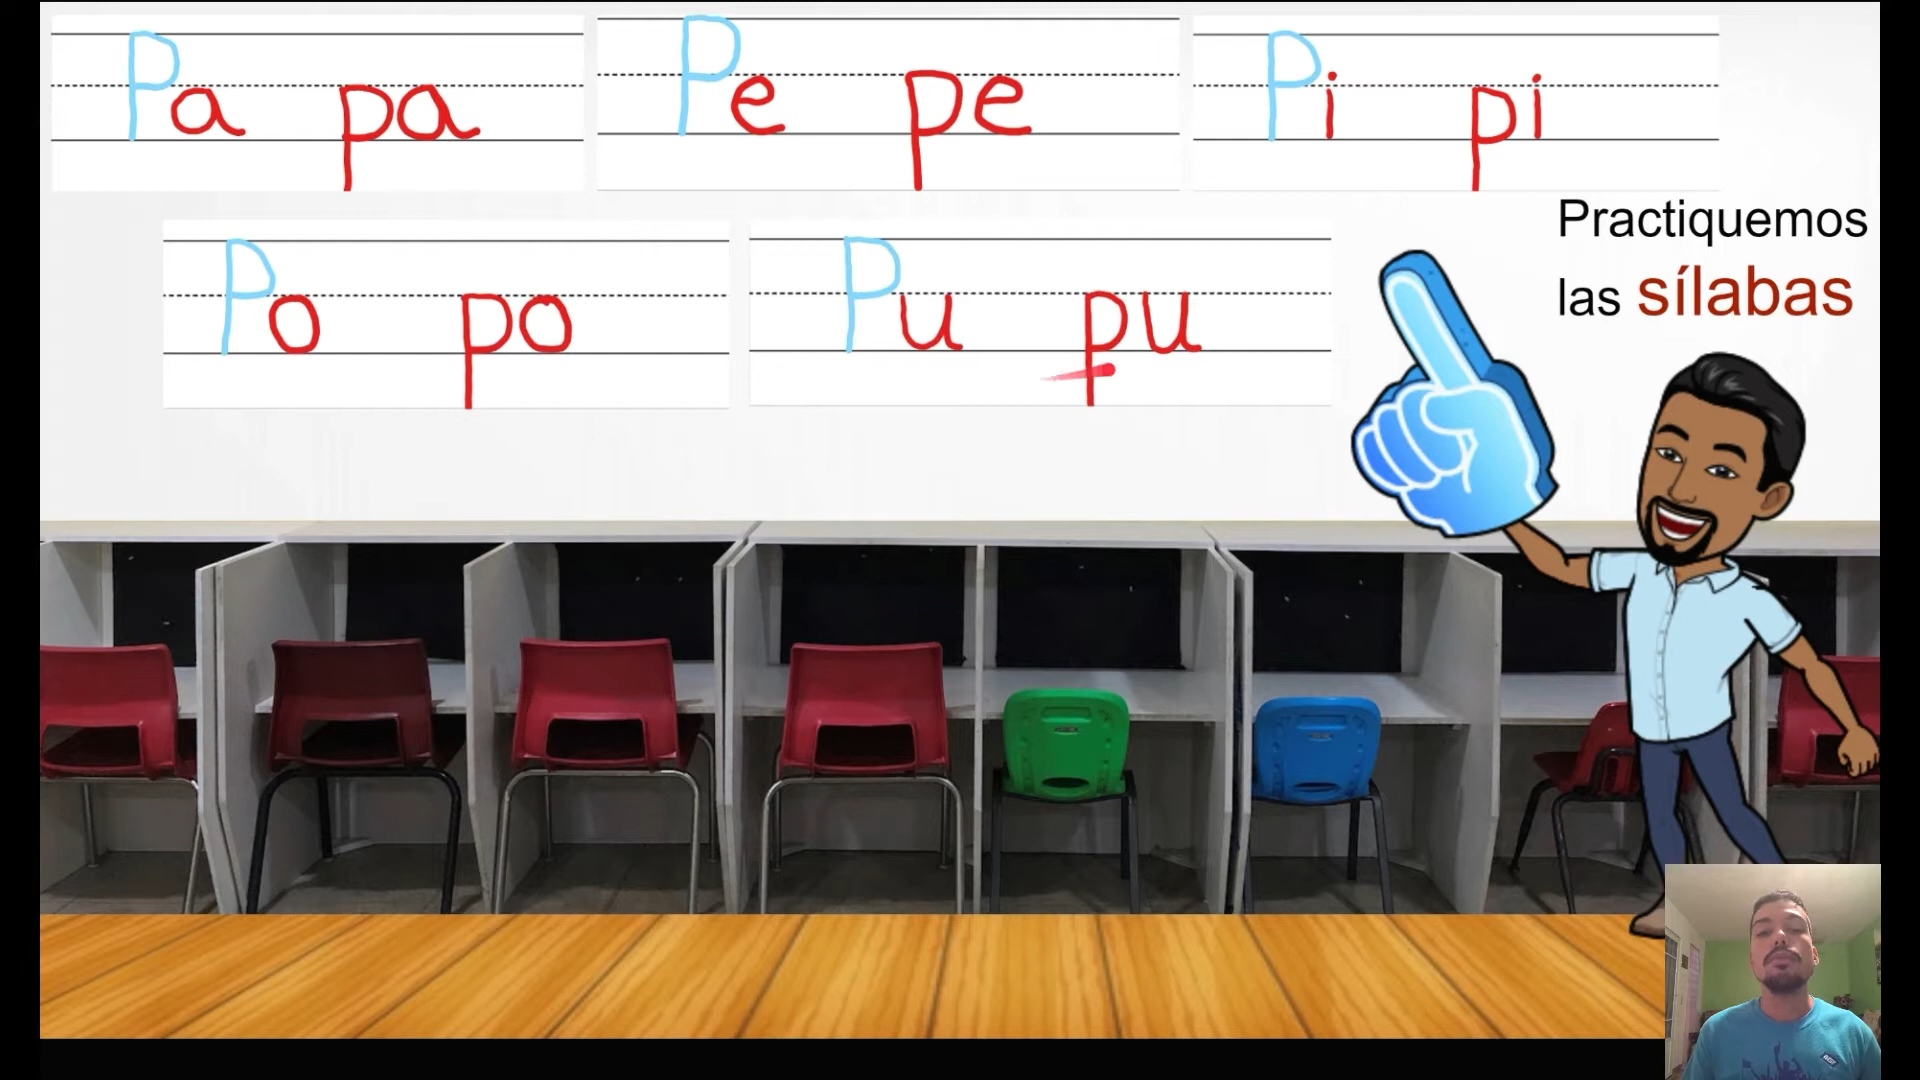 Pa pa
Pe pe
Pi pi
Po po
Pu pu
Practiquemos
las sílabas